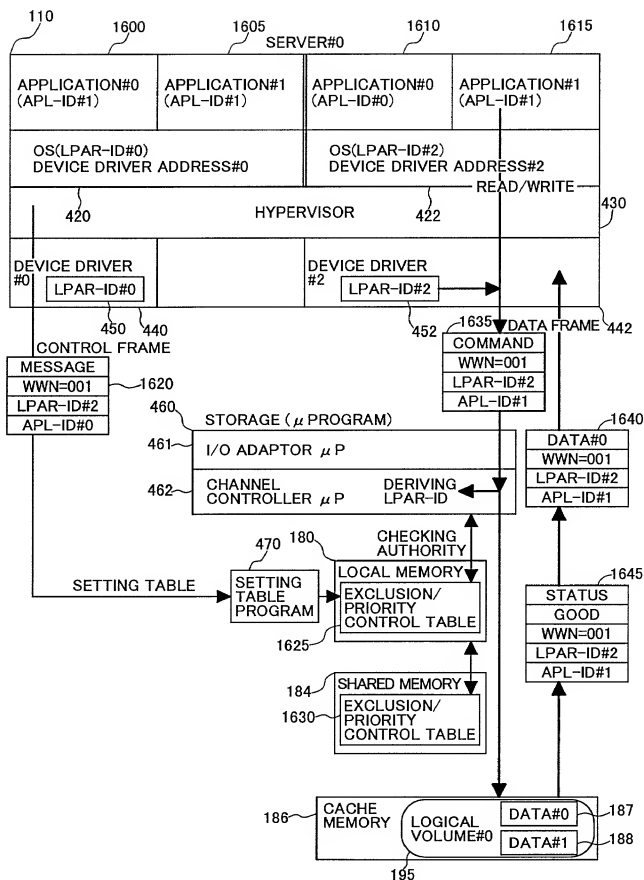 110
1600
1605
1610
1615
SERVER#0
APPLICATION#0
(APL-ID#1)
APPLICATION#1
(APL-ID#1)
APPLICATION#0
(APL-ID#0)
APPLICATION#1
(APL-ID#1)
OS(LPAR-ID#0)
DEVICE DRIVER ADDRESS#0
OS(LPAR-ID#2)
DEVICE DRIVER ADDRESS#2
READ/WRITE
420
HYPERVISOR
422
430
DEVICE DRIVER
#0
LPAR-ID#0
DEVICE DRIVER
#2
LPAR-ID#2
450
440
452
1635
DATA FRAME
442
CONTROL FRAME
MESSAGE
WWN=001
LPAR-ID#2
APL-ID#0
1620
COMMAND
WWN=001
LPAR-ID#2
APL-ID#1
460
STORAGE (μ PROGRAM)
461
I/O ADAPTOR μP
462
CHANNEL
CONTROLLER μP
DERIVING
LPAR-ID
1640
DATA#0
WWN=001
LPAR-ID#2
APL-ID#1
CHECKING
AUTHORITY
470
180
SETTING TABLE
SETTING
TABLE
PROGRAM
LOCAL MEMORY
EXCLUSION/
PRIORITY
CONTROL TABLE
1625
1645
STATUS
GOOD
WWN=001
LPAR-ID#2
APL-ID#1
184
SHARED MEMORY
1630
EXCLUSION/
PRIORITY
CONTROL TABLE
186
CACHE
MEMORY
LOGICAL
VOLUME#0
DATA#0
187
DATA#1
188
195